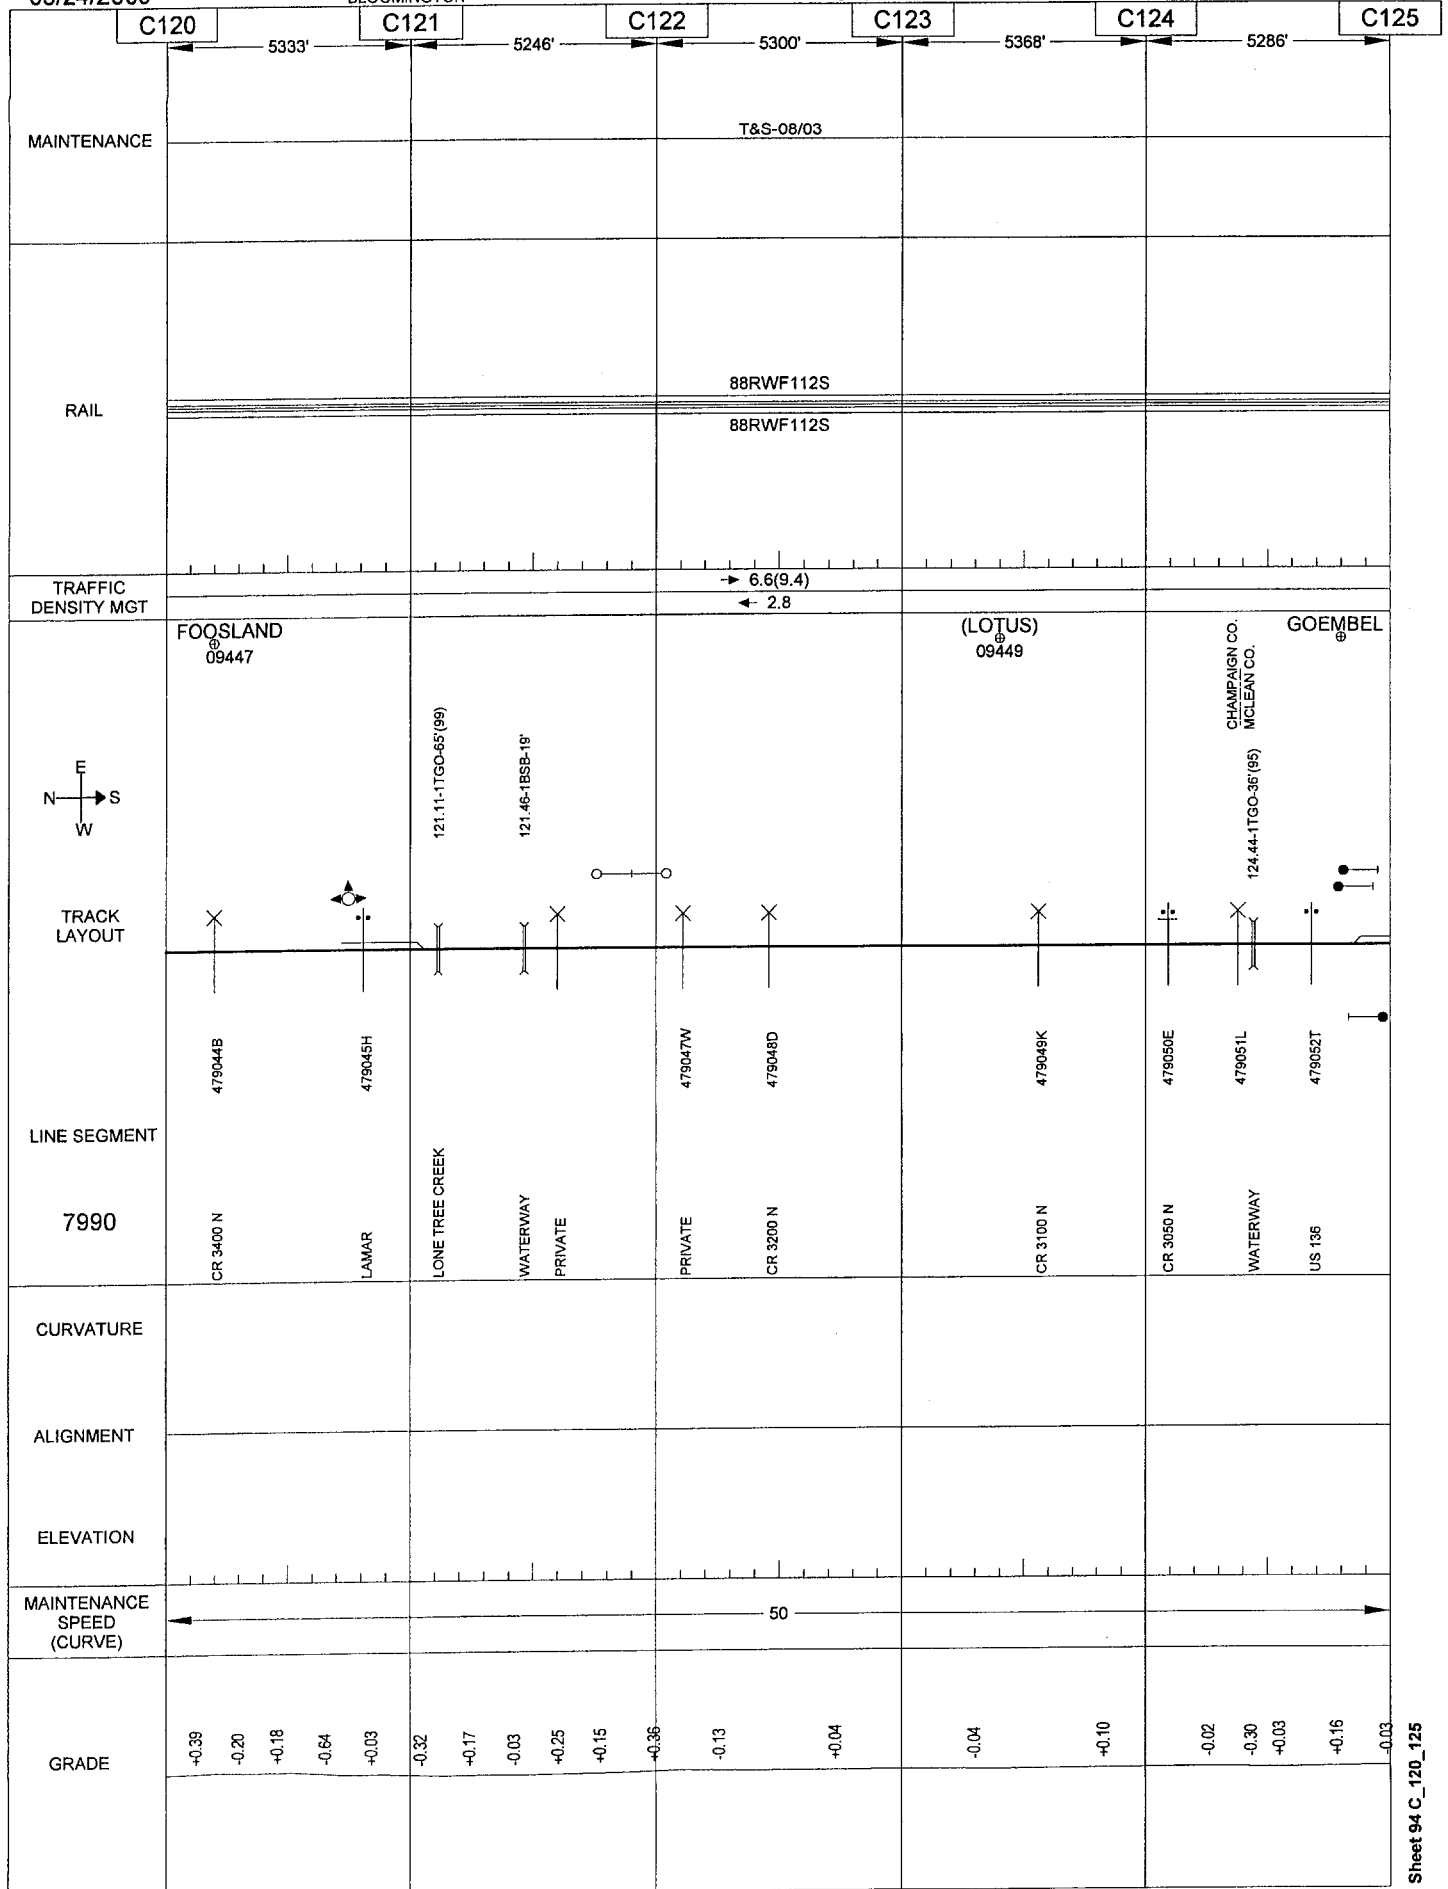 C120
C121
C122
C123
C124
C125
5333'
5246'
5300'
5368'
5286'
MAINTENANCE
T&S-08/03
RAIL
88RWF112S
88RWF112S
TRAFFIC
DENSITY MGT
6.6(9.4)
2.8
FOOSLAND
09447
(LOTUS)
09449
GOEMBEL
CHAMPAIGN CO.
MCLEAN CO.
121.11-1TGO-65'(99)
121.46-1BSB-19'
124.44-1TGO-36'(95)
E
N
S
W
TRACK
LAYOUT
479044B
479045H
479047W
479048D
479049K
479050E
479051L
479052T
LINE SEGMENT
7990
CR 3400 N
LAMAR
LONE TREE CREEK
WATERWAY
PRIVATE
PRIVATE
CR 3200 N
CR 3100 N
CR 3050 N
WATERWAY
US 136
CURVATURE
ALIGNMENT
ELEVATION
MAINTENANCE
SPEED
(CURVE)
50
GRADE
+0.39
-0.20
+0.18
-0.64
+0.03
-0.32
+0.17
-0.03
+0.25
+0.15
+0.36
-0.13
+0.04
-0.04
+0.10
-0.02
-0.30
+0.03
+0.16
-0.03
Sheet 94 C_120_125